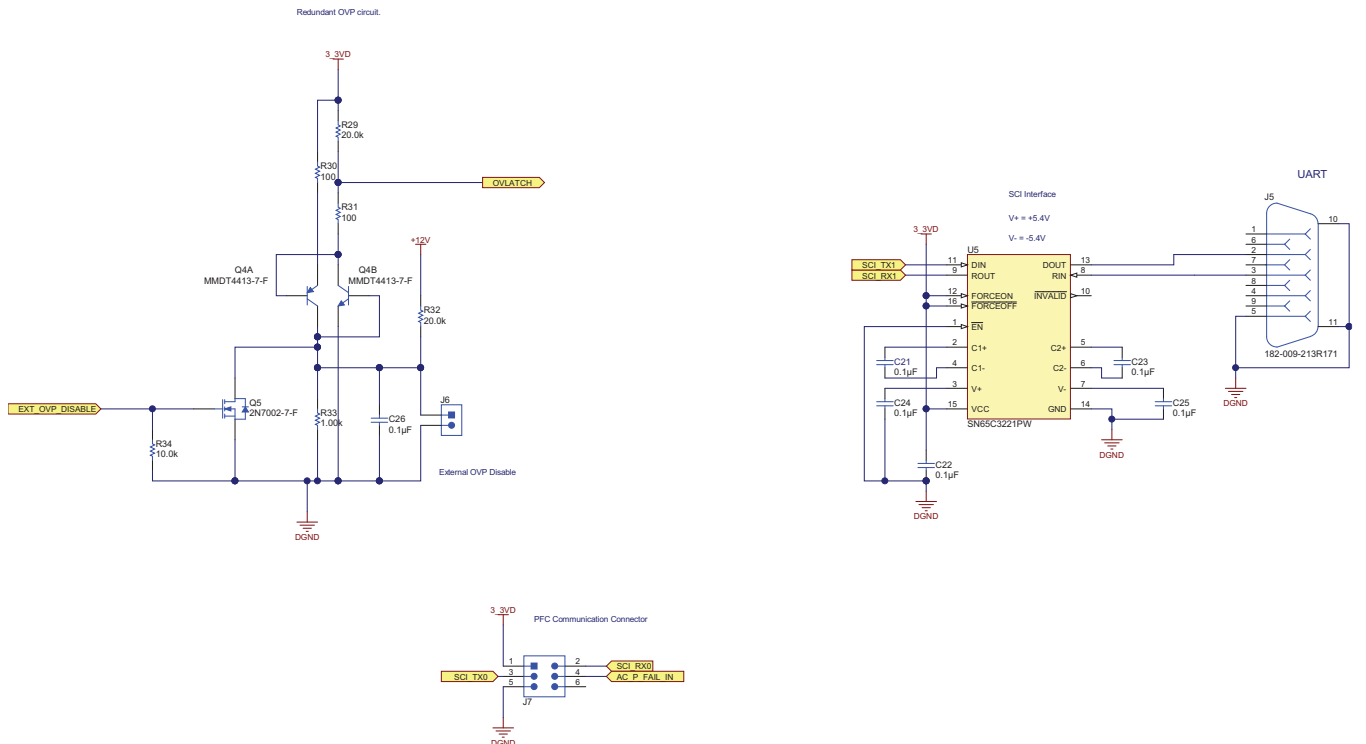 Redundant OVP circuit.
3_3VD
R29
20.0k
R30
100
OVLATCH
R31
100
+12V
Q4A
MMDT4413-7-F
Q4B
MMDT4413-7-F
R32
20.0k
EXT_OVP_DISABLE
Q5
2N7002-7-F
R34
10.0k
R33
1.00k
C26
0.1µF
J6
External OVP Disable
DGND
UART
SCI Interface
V+ = +5.4V
V- = -5.4V
3_3VD
U5
SCI_TX1
SCI_RX1
11 DIN DOUT 13
9 ROUT RIN 8
12 FORCEON INVALID 10
16 FORCEOFF
1 EN
2 C1+ C2+ 5
4 C1- C2- 6
3 V+ V- 7
15 VCC GND 14
SN65C3221PW
C21
0.1µF
C24
0.1µF
C22
0.1µF
DGND
C23
0.1µF
C25
0.1µF
DGND
J5
1
6
2
7
3
8
4
9
5
10
11
182-009-213R171
DGND
3_3VD
PFC Communication Connector
1 2 SCI_RX0
SCI_TX0 3 4 AC_P_FAIL_IN
5 6
J7
DGND